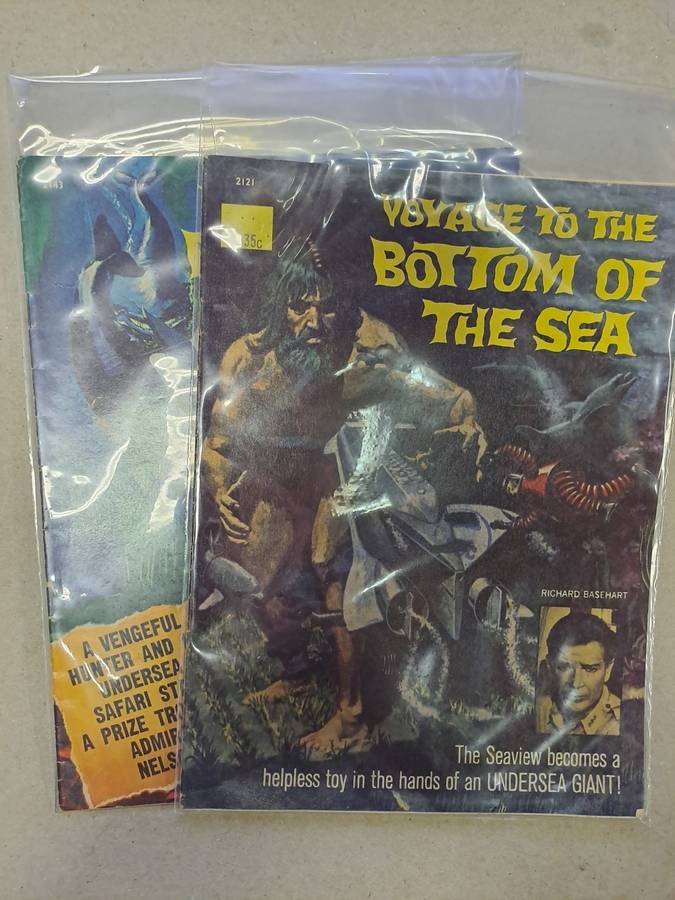 2121
35c
VOYAGE TO THE
BOTTOM OF
THE SEA
RICHARD BASEHART
The Seaview becomes a
helpless toy in the hands of an UNDERSEA GIANT!
A VENGEFUL
HUNTER AND
UNDERSEA
SAFARI ST
A PRIZE TR
ADMIR
NELS